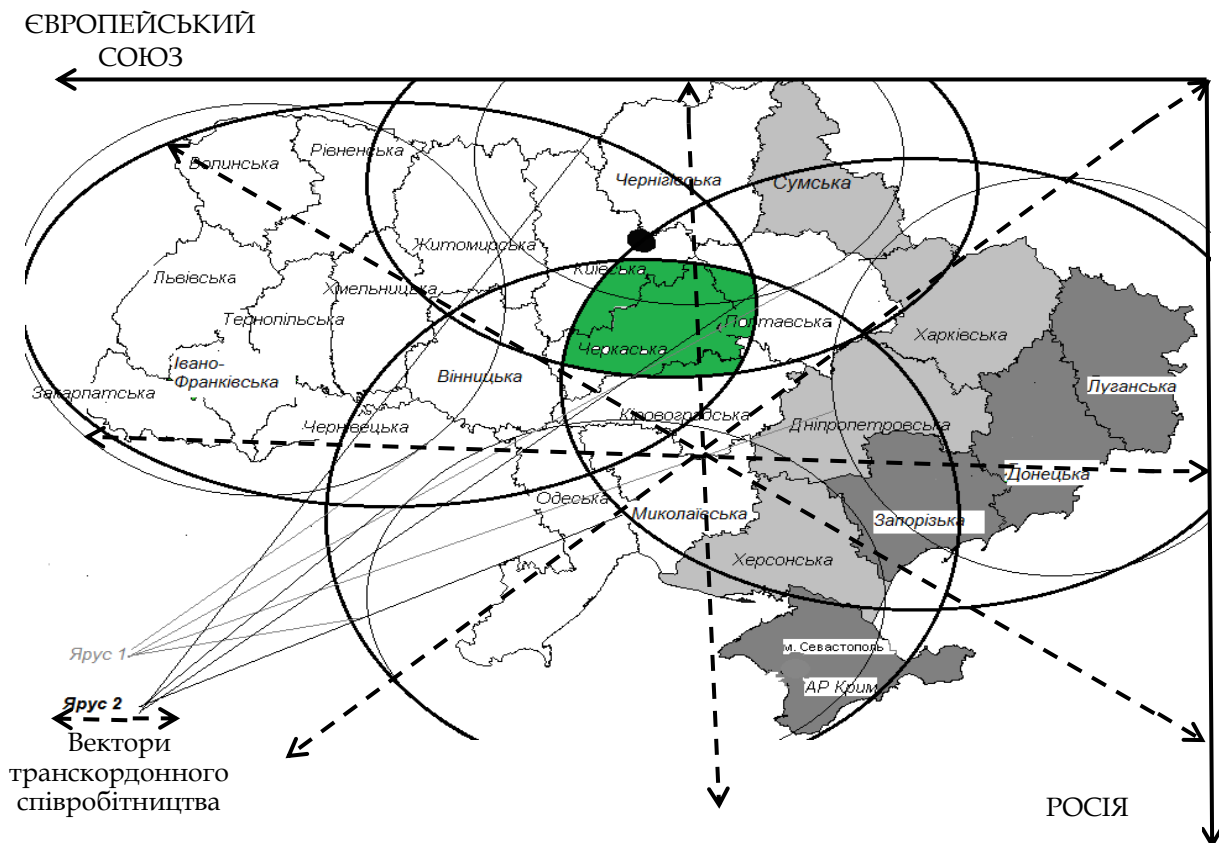 ЄВРОПЕЙСЬКИЙ
СОЮЗ
Волинська
Рівненська
Чернігівська
Сумська
Житомирська
Київська
Львівська
Хмельницька
Тернопільська
Полтавська
Харківська
Черкаська
Івано-
Франківська
Вінницька
Закарпатська
Луганська
Чернівецька
Кіровоградська
Дніпропетровська
Донецька
Одеська
Миколаївська
Запорізька
Херсонська
м. Севастополь
АР Крим
Ярус 1
Ярус 2
Вектори
транскордонного
співробітництва
РОСІЯ